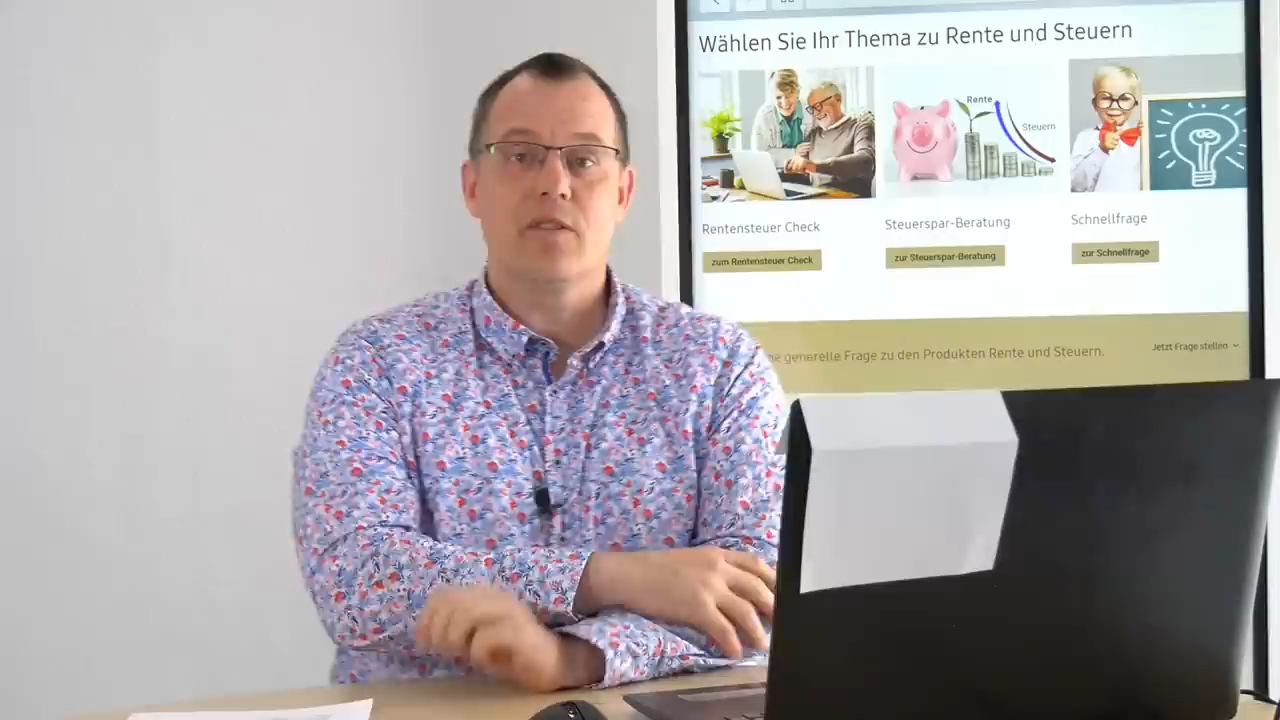 Wählen Sie Ihr Thema zu Rente und Steuern
Rente
Steuern
Rentensteuer Check
Steuerspar-Beratung
Schnellfrage
zum Rentensteuer Check
zur Steuerspar-Beratung
zur Schnellfrage
generelle Frage zu den Produkten Rente und Steuern.
Jetzt Frage stellen